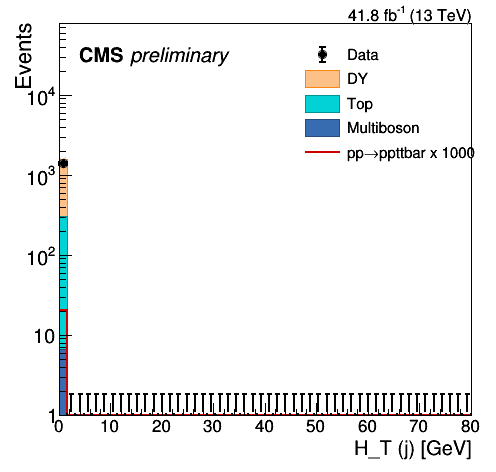 41.8 fb⁻¹ (13 TeV)
Events
CMS preliminary
Data
DY
Top
Multiboson
pp→ppttbar x 1000
10⁴
10³
10²
10
1
0 10 20 30 40 50 60 70 80
H_T (j) [GeV]